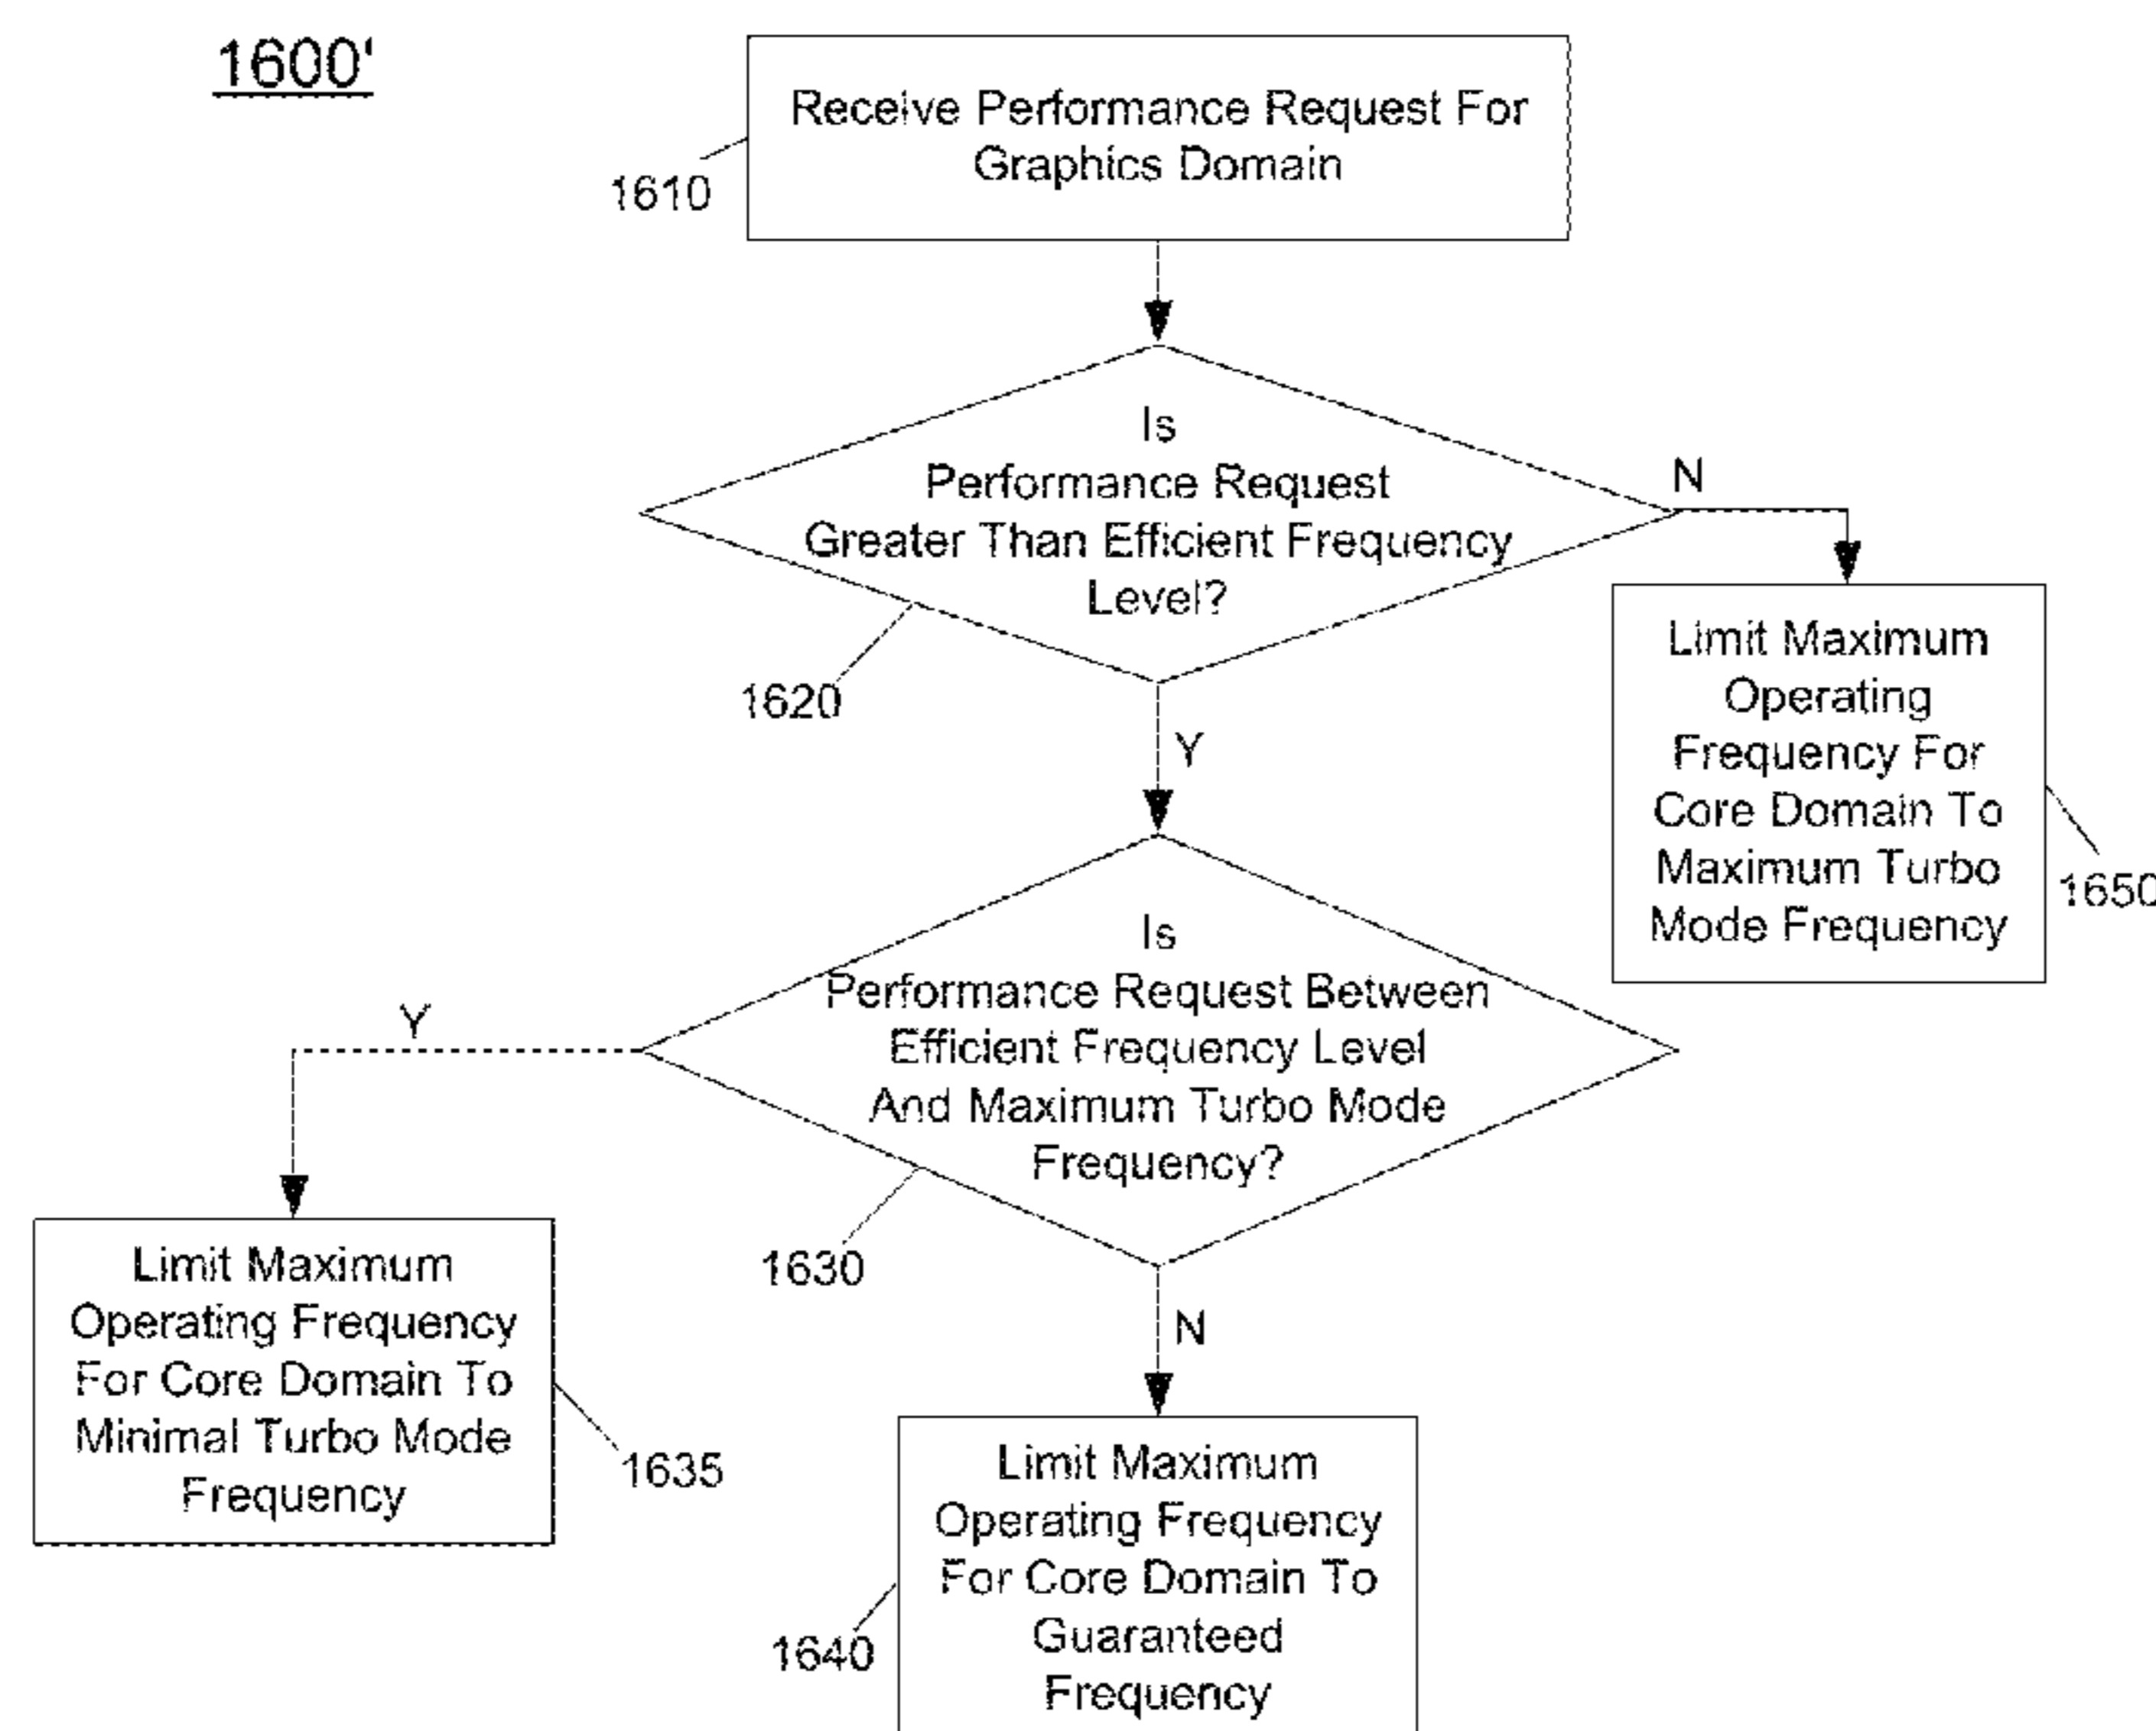 1600'
Receive Performance Request For
Graphics Domain
1610
Is
Performance Request
Greater Than Efficient Frequency
Level?
N
1620
Y
Limit Maximum
Operating
Frequency For
Core Domain To
Maximum Turbo
Mode Frequency
1650
Is
Performance Request Between
Efficient Frequency Level
And Maximum Turbo Mode
Frequency?
Y
1630
N
Limit Maximum
Operating Frequency
For Core Domain To
Minimal Turbo Mode
Frequency
1635
Limit Maximum
Operating Frequency
For Core Domain To
Guaranteed
Frequency
1640